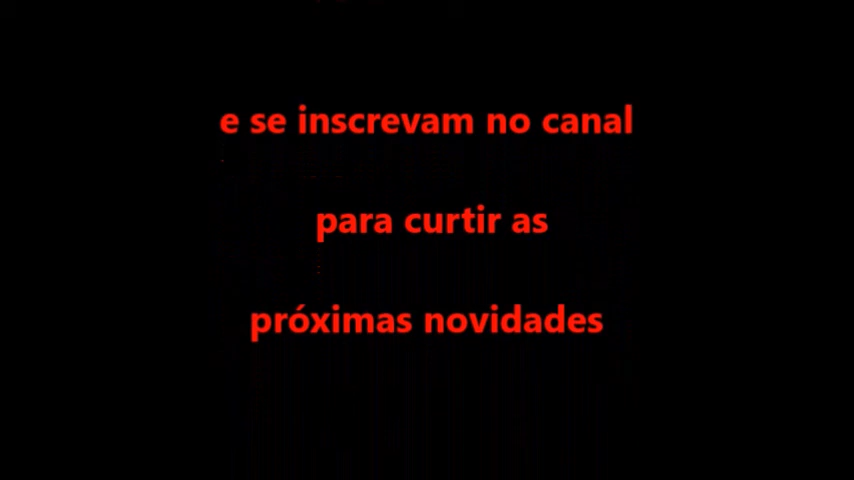 e se inscrevam no canal
para curtir as
próximas novidades